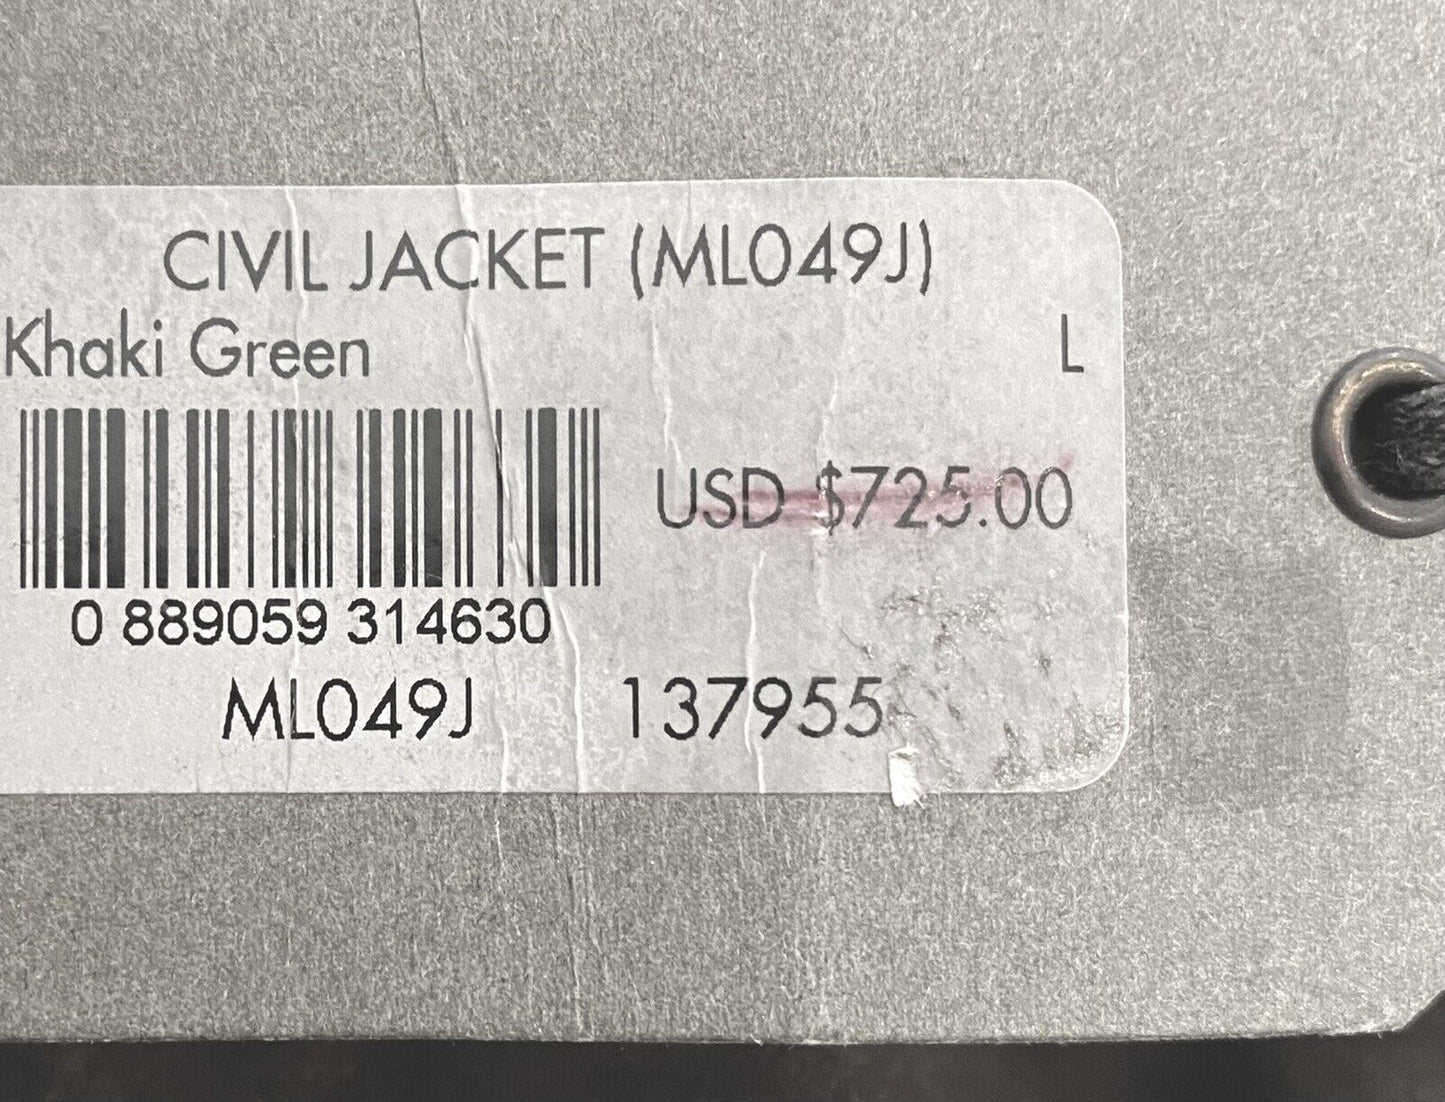 CIVIL JACKET (ML049J)
Khaki Green L
USD $725.00
0 889059 314630
ML049J 137955